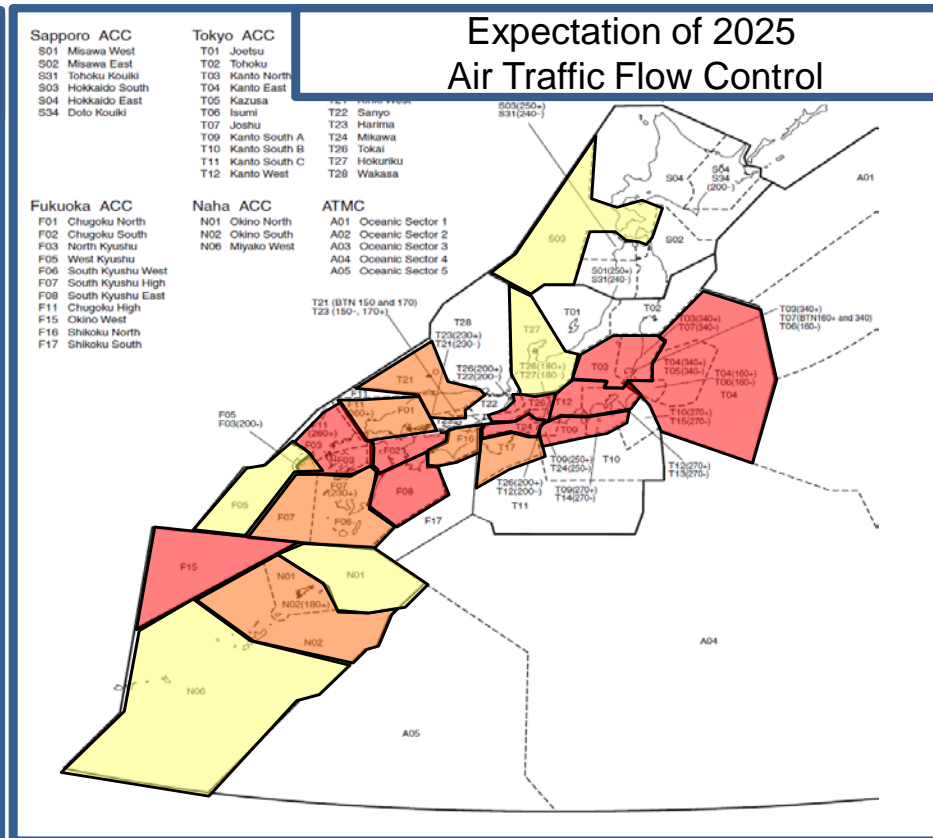 Expectation of 2025
Air Traffic Flow Control
Sapporo ACC
S01 Misawa West
S02 Misawa East
S31 Tohoku Kouiki
S03 Hokkaido South
S04 Hokkaido East
S34 Doto Kouiki
Tokyo ACC
T01 Joetsu
T02 Tohoku
T03 Kanto North
T04 Kanto East
T05 Kazusa
T06 Isumi
T07 Joshu
T09 Kanto South A
T10 Kanto South B
T11 Kanto South C
T12 Kanto West
T22 Sanyo
T23 Harima
T24 Mikawa
T26 Tokai
T27 Hokuriku
T28 Wakasa
Fukuoka ACC
F01 Chugoku North
F02 Chugoku South
F03 North Kyushu
F05 West Kyushu
F06 South Kyushu West
F07 South Kyushu High
F08 South Kyushu East
F11 Chugoku High
F15 Okino West
F16 Shikoku North
F17 Shikoku South
Naha ACC
N01 Okino North
N02 Okino South
N06 Miyako West
ATMC
A01 Oceanic Sector 1
A02 Oceanic Sector 2
A03 Oceanic Sector 3
A04 Oceanic Sector 4
A05 Oceanic Sector 5
S03(250+)
S31(240-)
S04
S04
S34
(200-)
A01
S03
S02
S01(250+)
S31(240-)
T21 (BTN 150 and 170)
T23 (150-, 170+)
T28
T23(230+)
T21(230-)
T27
T01
T02
T03(340+)
T07(340-)
T03(340+)
T07(BTN160+ and 340)
T06(160-)
T26(200+)
T22(200-)
T26(180+)
T27(180-)
T03
T04(340+)
T05(340-)
T04(160+)
T06(160-)
T04
T21
T22
T26
T12
F11
F01
F05
F03(200-)
F11
(260+)
F03
F03
F02
F16
T17
T24
T09
T10(270+)
T15(270-)
T10
T09(250+)
T24(250-)
T12(270+)
T13(270-)
T26(200+)
T12(200-)
T09(270+)
T14(270-)
T11
F05
F07
(230+)
F07
F06
F08
F17
F15
N01
N01
N02(180+)
N02
N06
A04
A05